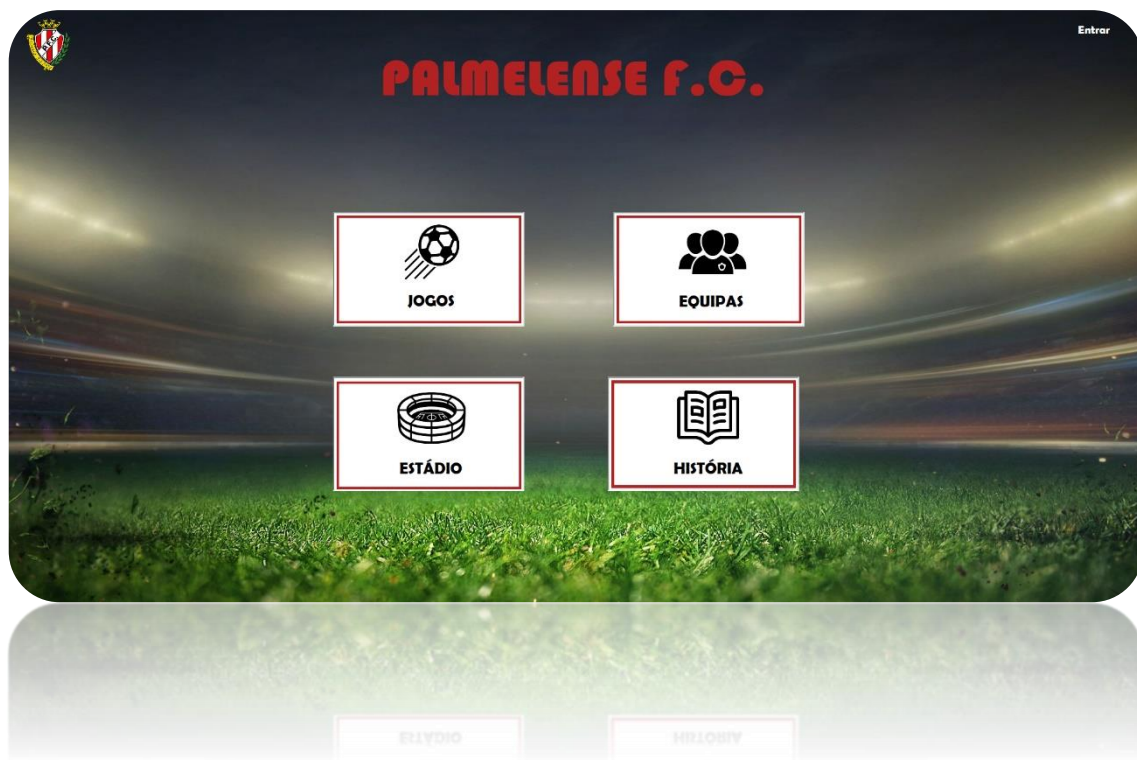 Entrar
PALMELENSE F.C.
JOGOS
EQUIPAS
ESTÁDIO
HISTÓRIA